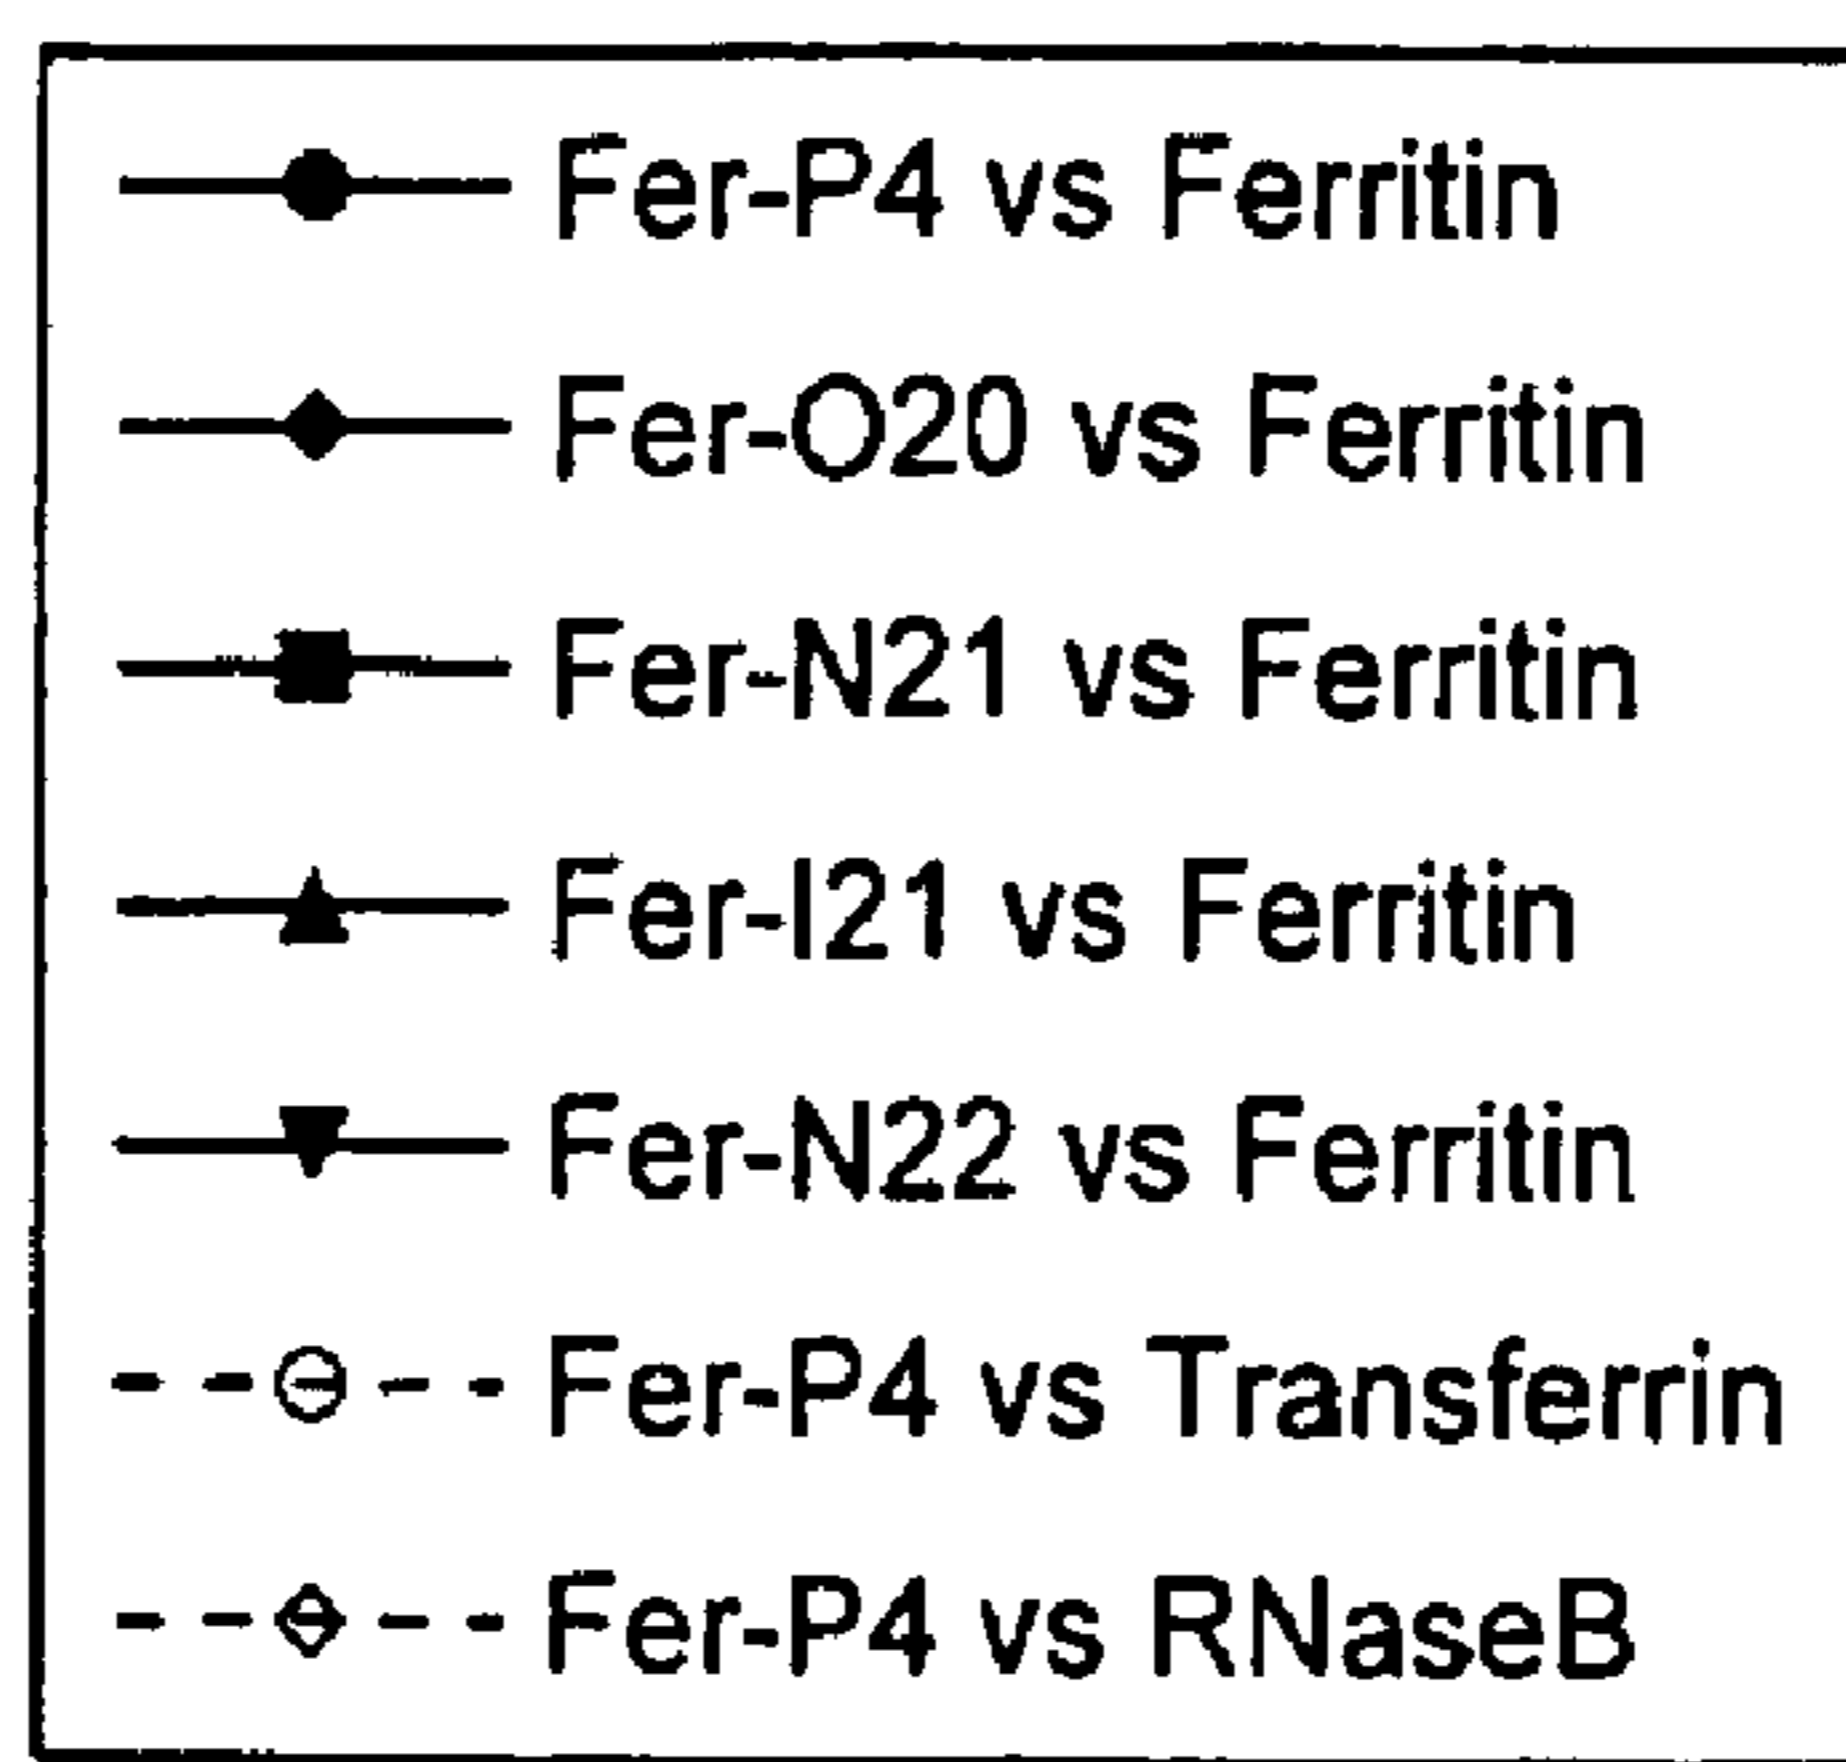 Fer-P4 vs Ferritin
Fer-O20 vs Ferritin
Fer-N21 vs Ferritin
Fer-I21 vs Ferritin
Fer-N22 vs Ferritin
Fer-P4 vs Transferrin
Fer-P4 vs RNaseB